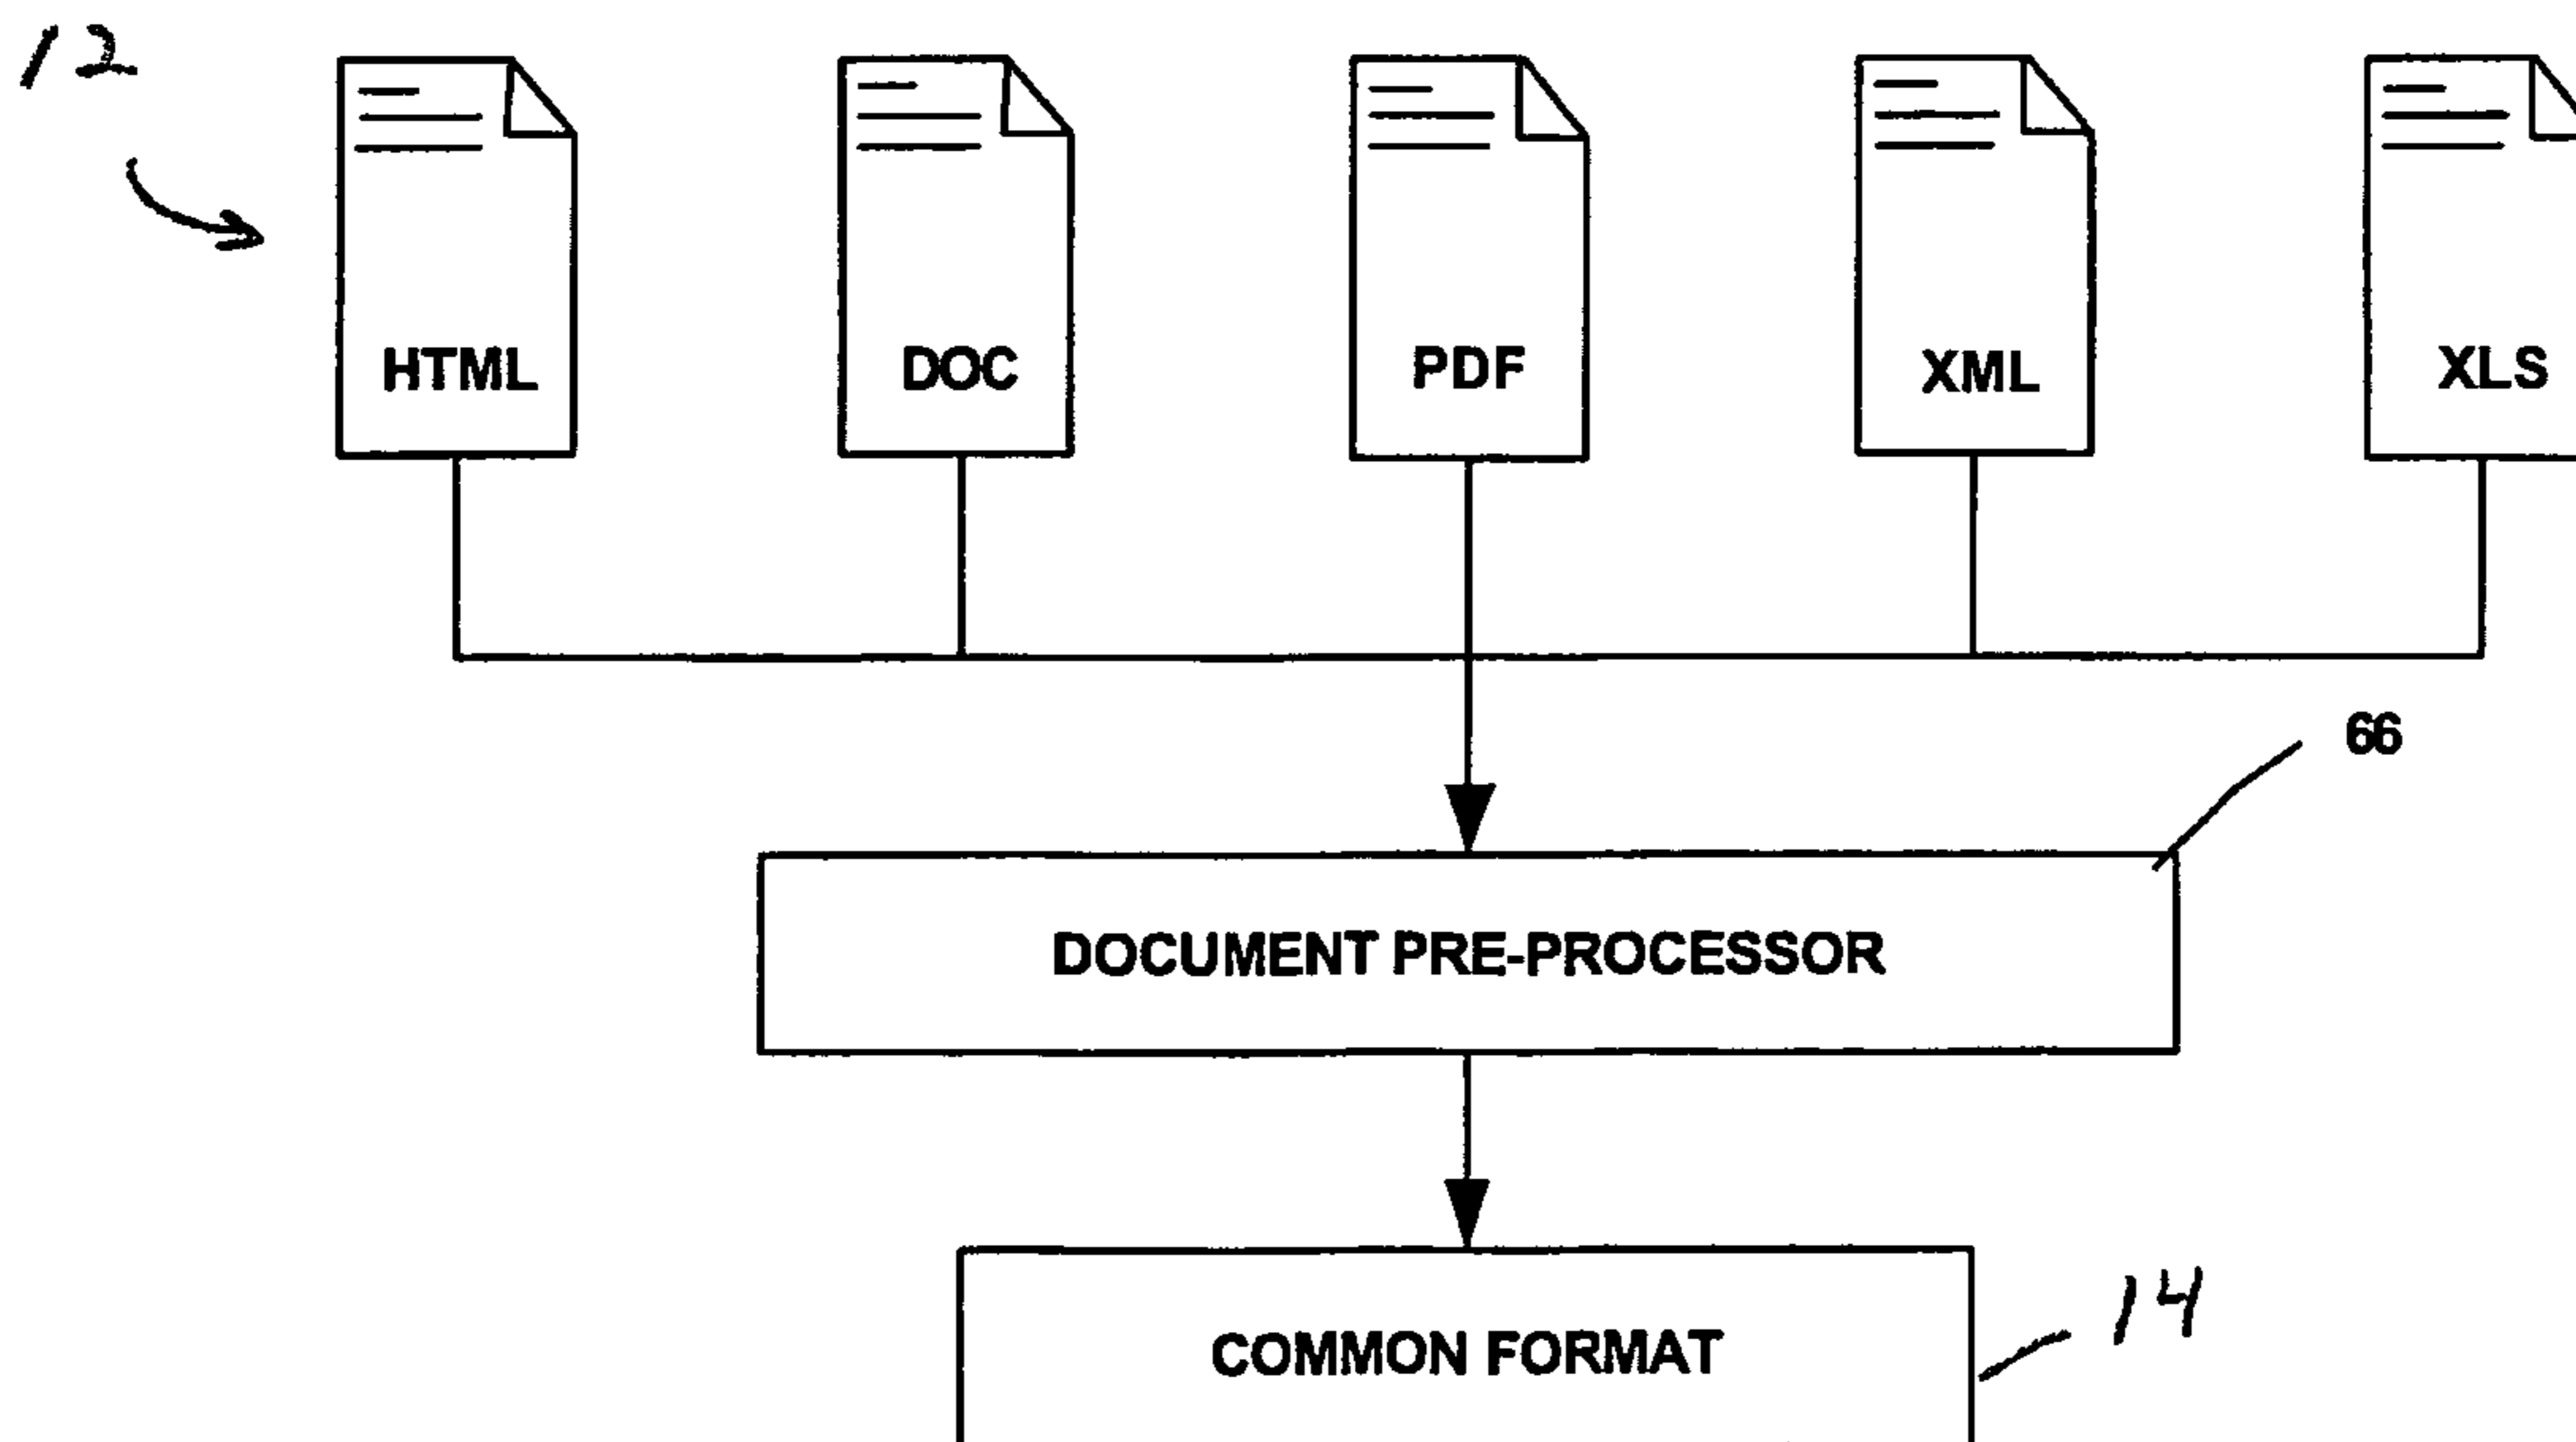 12
HTML DOC PDF XML XLS
66
DOCUMENT PRE-PROCESSOR
COMMON FORMAT 14